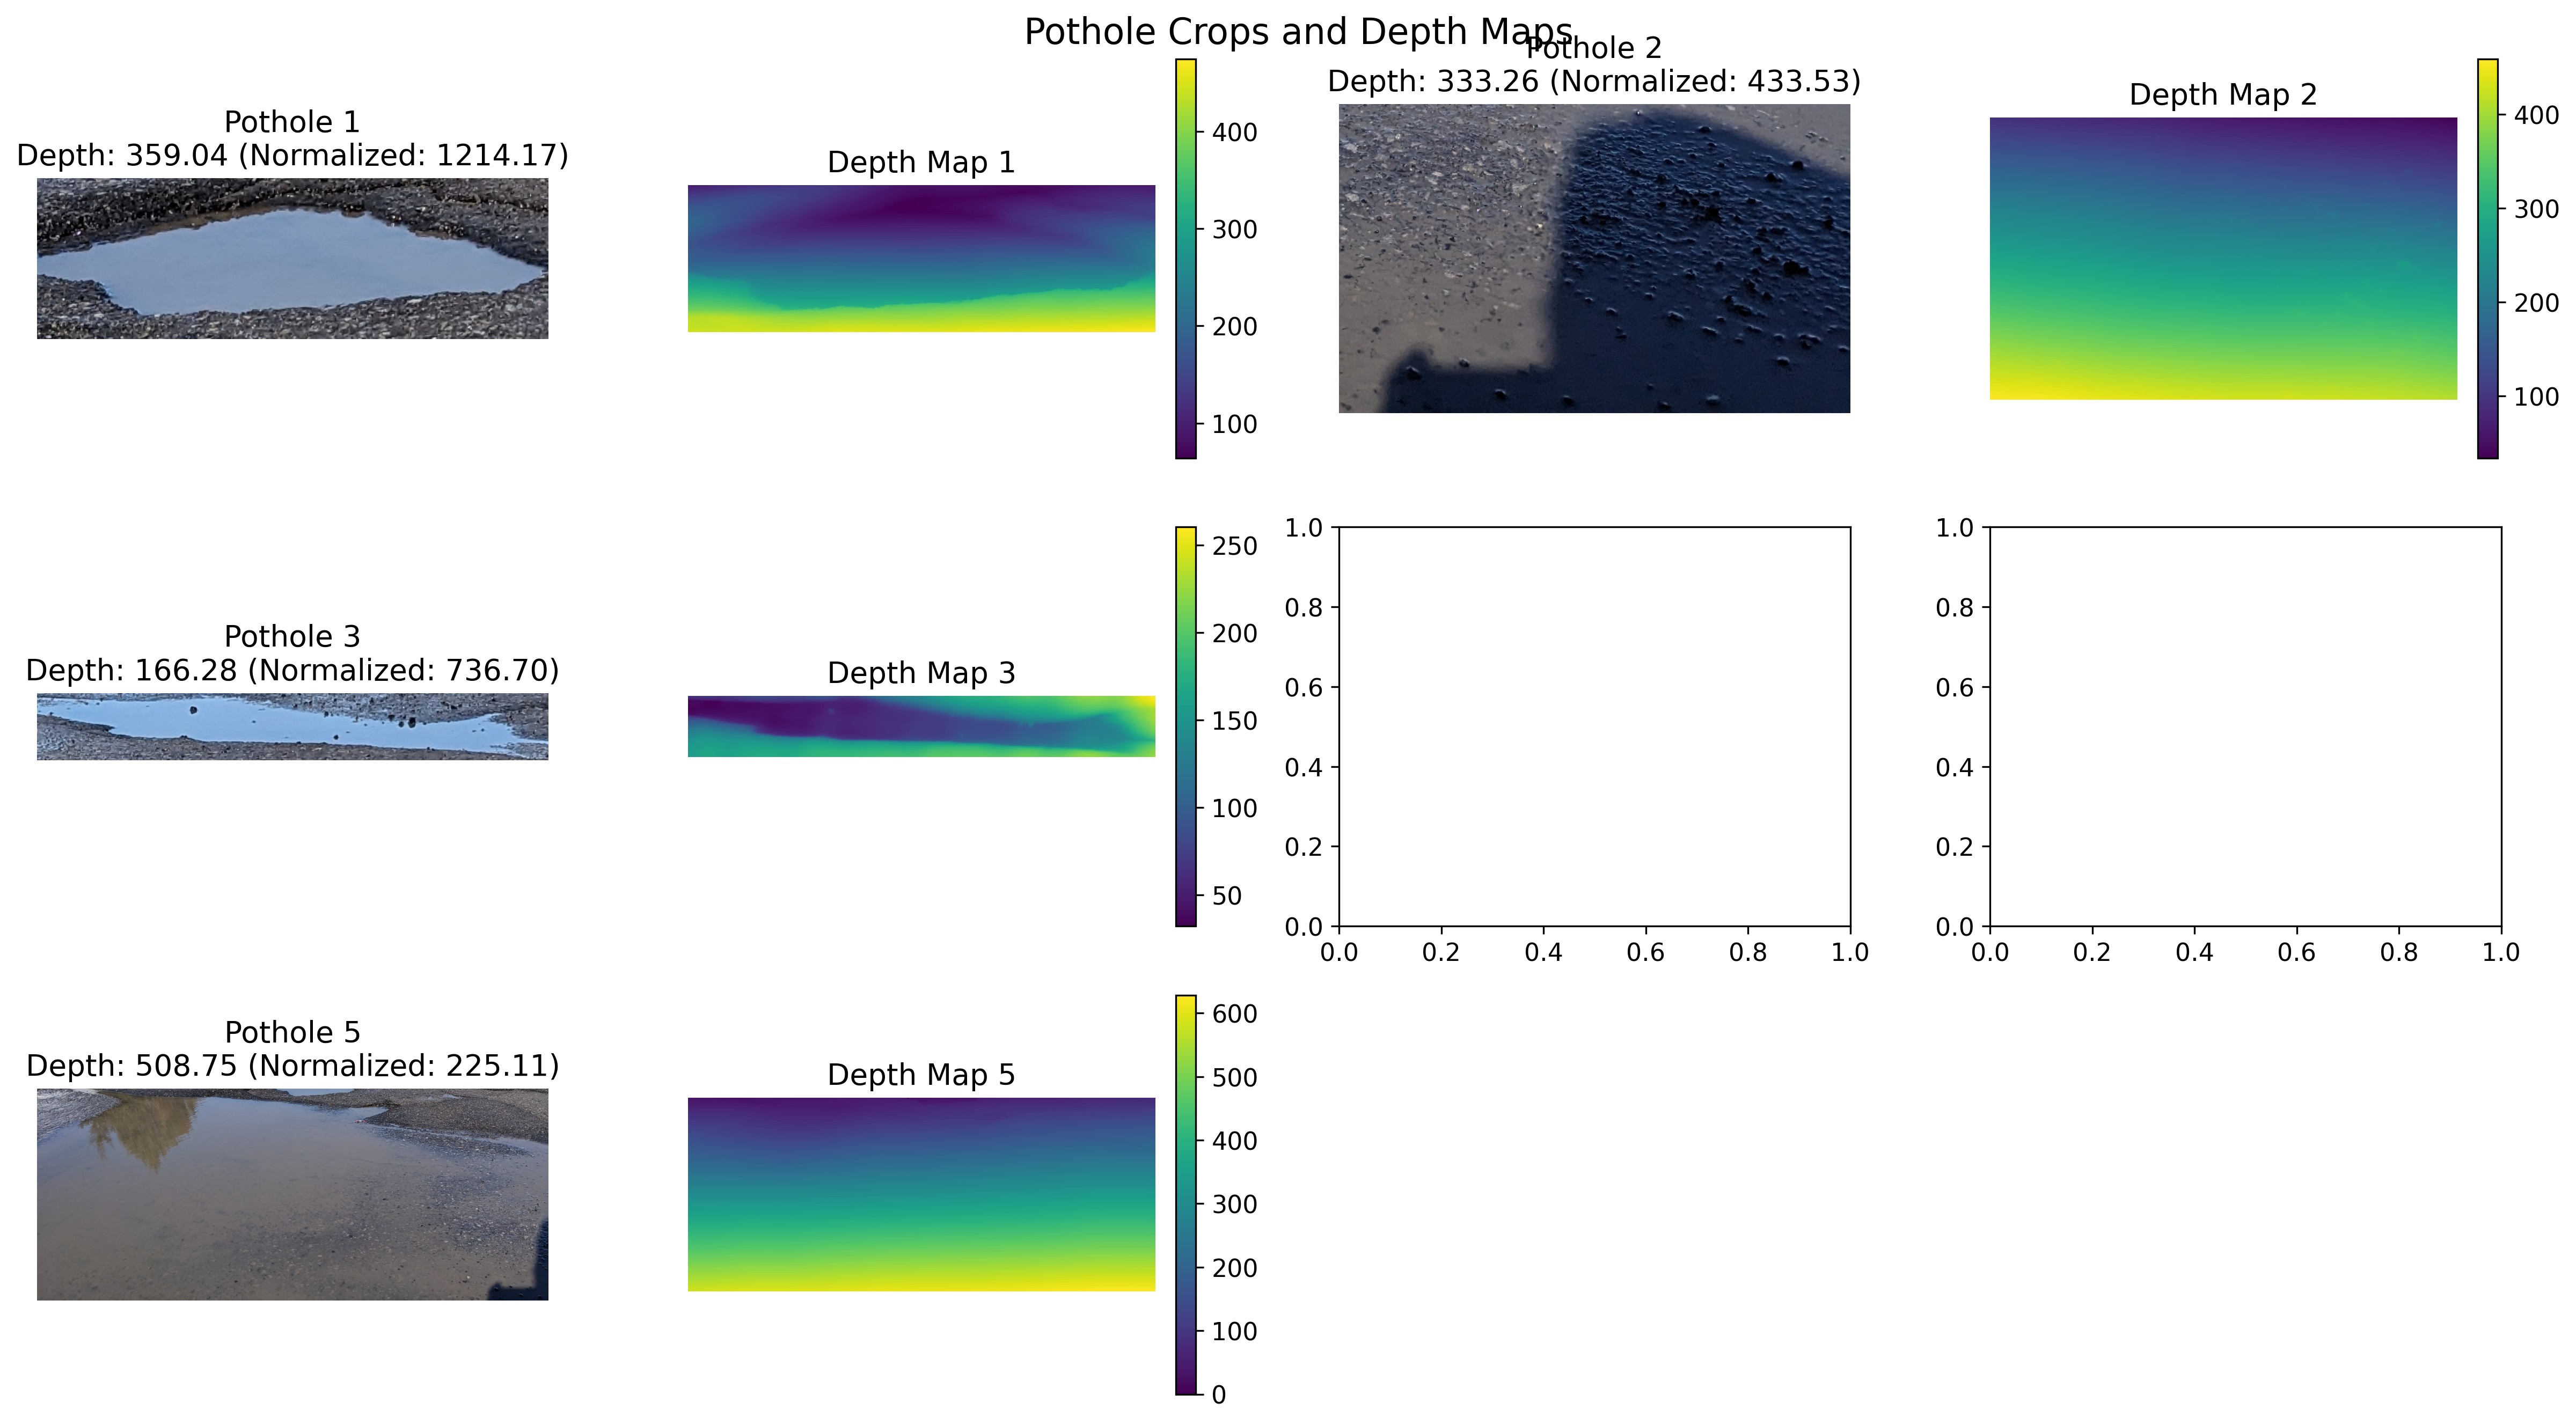 Pothole Crops and Depth Maps
Pothole 1
Depth: 359.04 (Normalized: 1214.17)
Depth Map 1
400
300
200
100
Pothole 2
Depth: 333.26 (Normalized: 433.53)
Depth Map 2
400
300
200
100
Pothole 3
Depth: 166.28 (Normalized: 736.70)
Depth Map 3
250
200
150
100
50
1.0
0.8
0.6
0.4
0.2
0.0
0.0 0.2 0.4 0.6 0.8 1.0
1.0
0.8
0.6
0.4
0.2
0.0
0.0 0.2 0.4 0.6 0.8 1.0
Pothole 5
Depth: 508.75 (Normalized: 225.11)
Depth Map 5
600
500
400
300
200
100
0